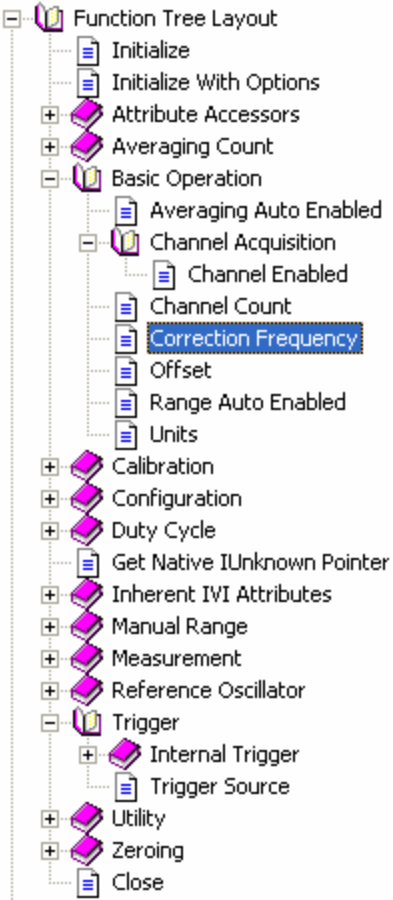 Function Tree Layout
Initialize
Initialize With Options
Attribute Accessors
Averaging Count
Basic Operation
Averaging Auto Enabled
Channel Acquisition
Channel Enabled
Channel Count
Correction Frequency
Offset
Range Auto Enabled
Units
Calibration
Configuration
Duty Cycle
Get Native IUnknown Pointer
Inherent IVI Attributes
Manual Range
Measurement
Reference Oscillator
Trigger
Internal Trigger
Trigger Source
Utility
Zeroing
Close